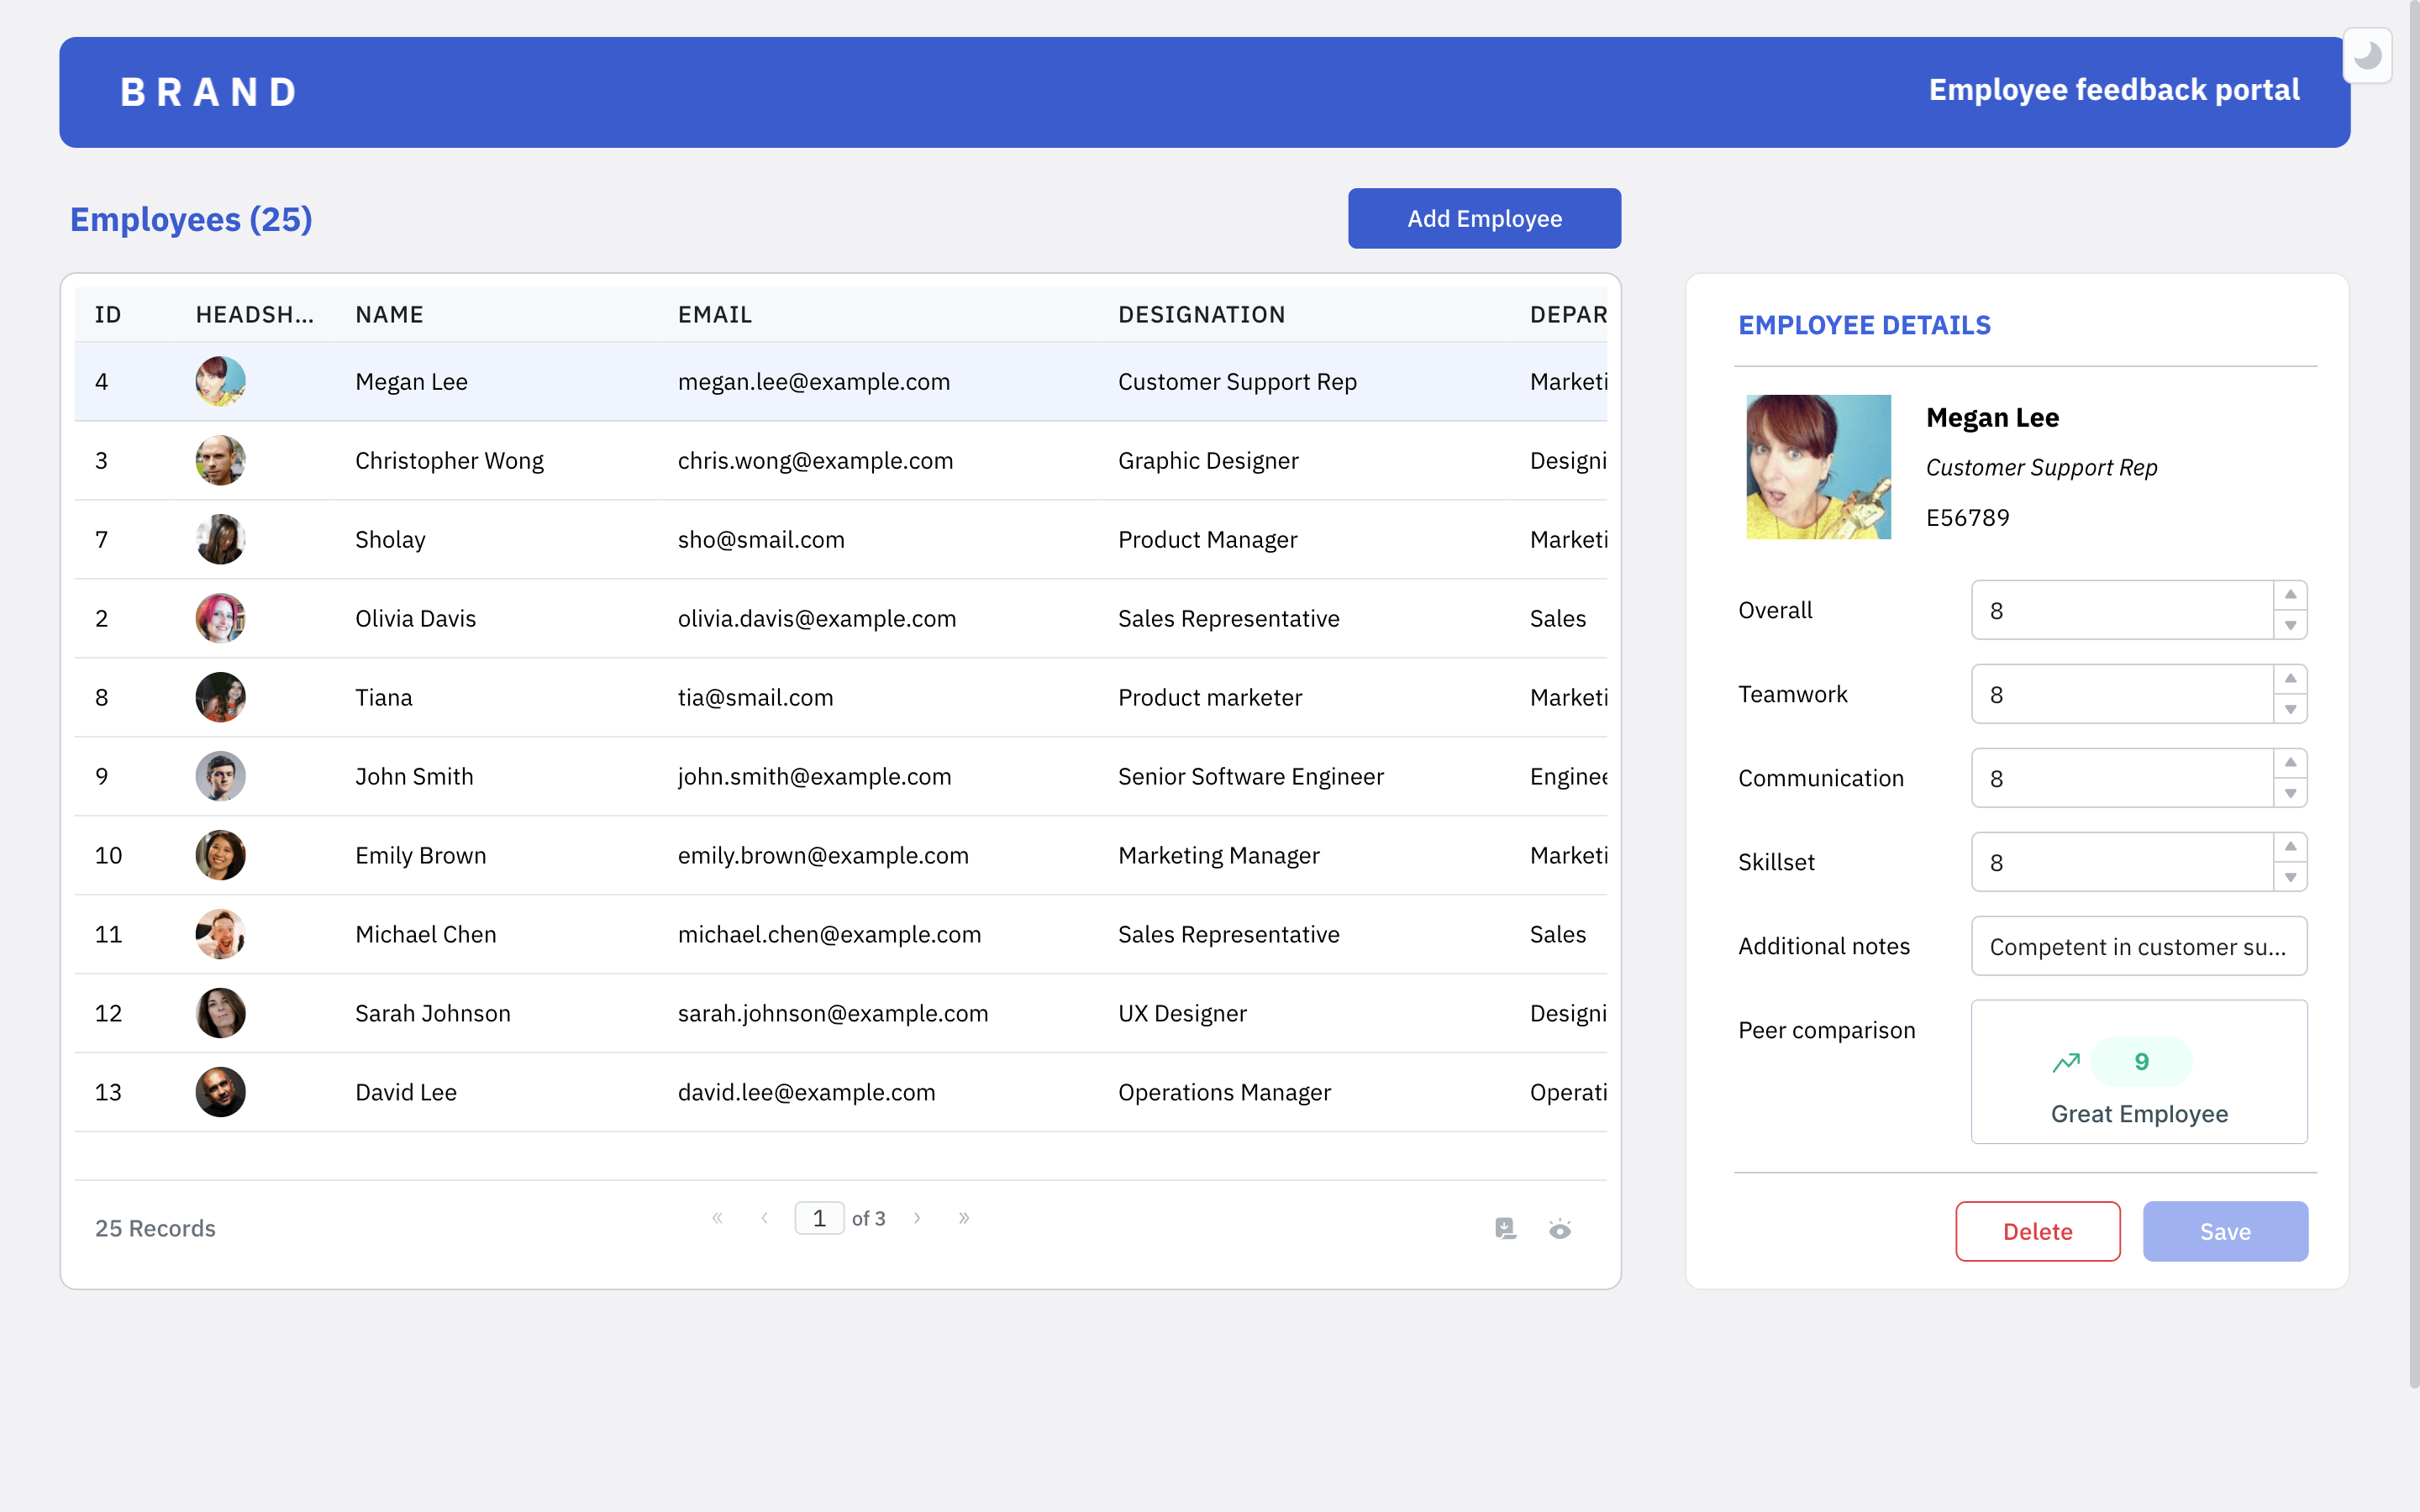 BRAND
Employee feedback portal
Employees (25)
Add Employee
ID HEADSH... NAME EMAIL DESIGNATION DEPAR
4 Megan Lee megan.lee@example.com Customer Support Rep Marketi
3 Christopher Wong chris.wong@example.com Graphic Designer Designi
7 Sholay sho@smail.com Product Manager Marketi
2 Olivia Davis olivia.davis@example.com Sales Representative Sales
8 Tiana tia@smail.com Product marketer Marketi
9 John Smith john.smith@example.com Senior Software Engineer Enginee
10 Emily Brown emily.brown@example.com Marketing Manager Marketi
11 Michael Chen michael.chen@example.com Sales Representative Sales
12 Sarah Johnson sarah.johnson@example.com UX Designer Designi
13 David Lee david.lee@example.com Operations Manager Operati
25 Records « ‹ 1 of 3 › »
EMPLOYEE DETAILS
Megan Lee
Customer Support Rep
E56789
Overall 8
Teamwork 8
Communication 8
Skillset 8
Additional notes Competent in customer su...
Peer comparison
9
Great Employee
Delete Save